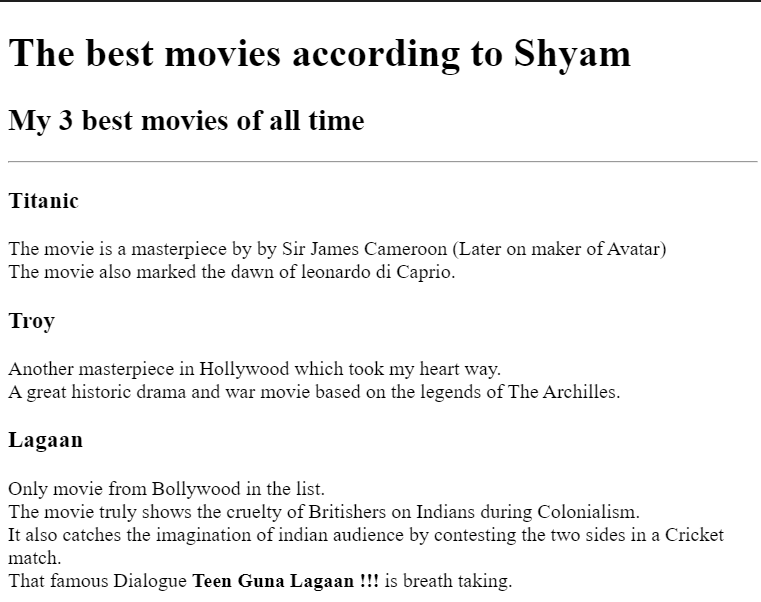 The best movies according to Shyam
My 3 best movies of all time
Titanic
The movie is a masterpiece by by Sir James Cameroon (Later on maker of Avatar)
The movie also marked the dawn of leonardo di Caprio.
Troy
Another masterpiece in Hollywood which took my heart way.
A great historic drama and war movie based on the legends of The Archilles.
Lagaan
Only movie from Bollywood in the list.
The movie truly shows the cruelty of Britishers on Indians during Colonialism.
It also catches the imagination of indian audience by contesting the two sides in a Cricket
match.
That famous Dialogue Teen Guna Lagaan !!! is breath taking.